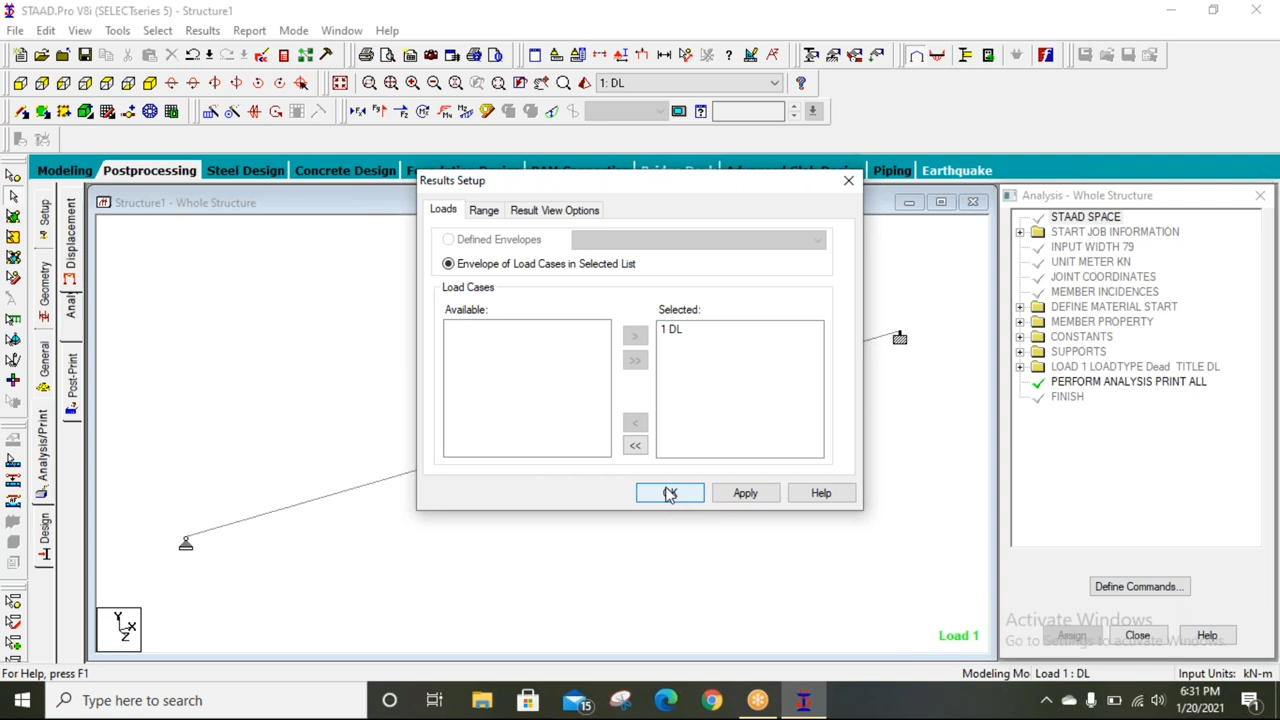 STAAD.Pro V8i (SELECTseries 5) - Structure1
File Edit View Tools Select Results Report Mode Window Help
1: DL
Modeling Postprocessing Steel Design Concrete Design Piping Earthquake
Structure1 - Whole Structure
Setup
Geometry
General
Analysis/Print
Design
Displacement
Post-Print
Results Setup
Loads Range Result View Options
Defined Envelopes
Envelope of Load Cases in Selected List
Load Cases
Available: Selected:
1 DL
>
>>
<
<<
OK Apply Help
Y
X
Z
Load 1
Analysis - Whole Structure
STAAD SPACE
START JOB INFORMATION
INPUT WIDTH 79
UNIT METER KN
JOINT COORDINATES
MEMBER INCIDENCES
DEFINE MATERIAL START
MEMBER PROPERTY
CONSTANTS
SUPPORTS
LOAD 1 LOADTYPE Dead TITLE DL
PERFORM ANALYSIS PRINT ALL
FINISH
Define Commands...
Activate Windows
Go to Settings to activate Windows.
Assign Close Help
For Help, press F1
Modeling Mo Load 1 : DL Input Units: kN-m
Type here to search
15
6:31 PM
1/20/2021
1